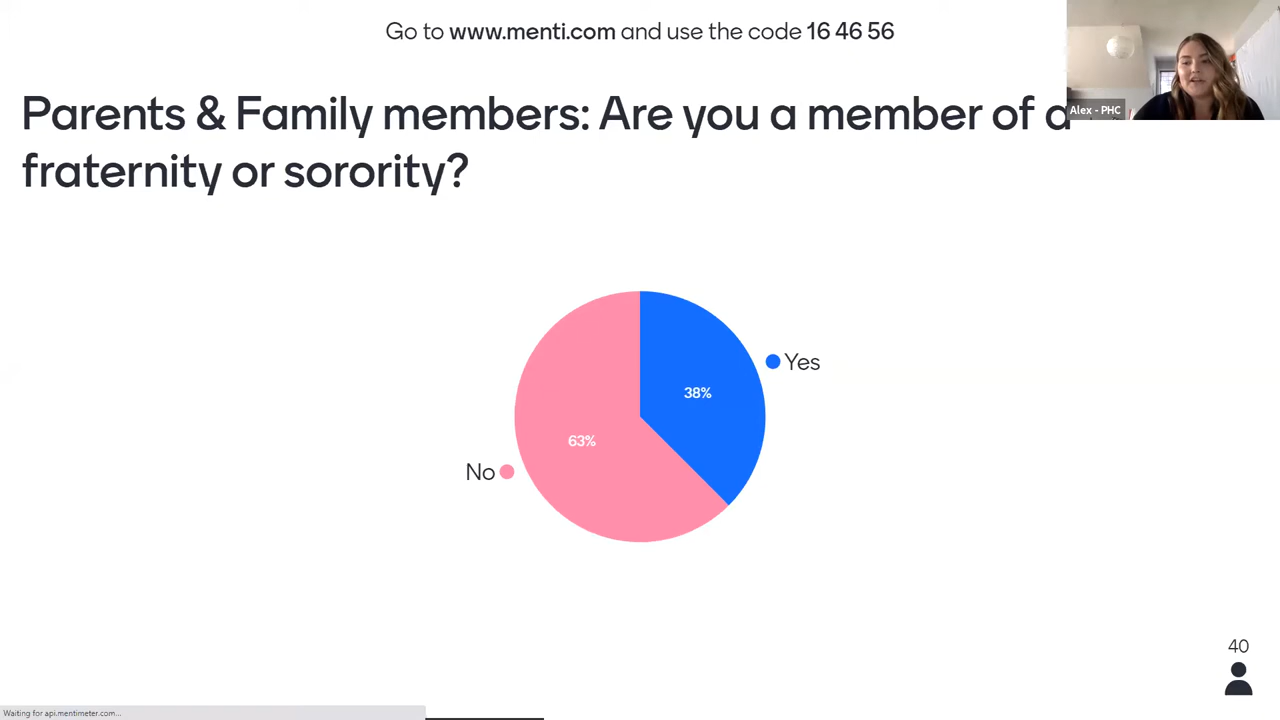 Go to www.menti.com and use the code 16 46 56
Parents & Family members: Are you a member of a
fraternity or sorority?
Alex - PHC
Yes
38%
63%
No
40
Waiting for api.mentimeter.com...